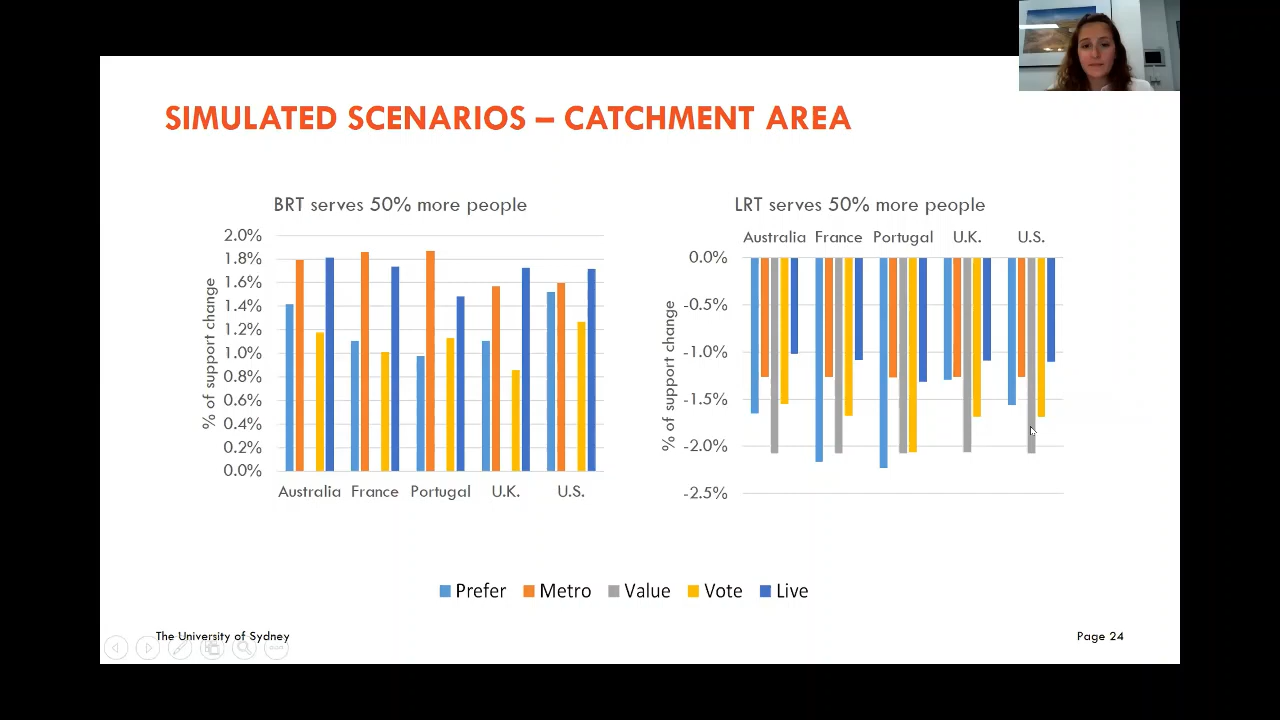 SIMULATED SCENARIOS – CATCHMENT AREA
BRT serves 50% more people
% of support change
2.0%
1.8%
1.6%
1.4%
1.2%
1.0%
0.8%
0.6%
0.4%
0.2%
0.0%
Australia France Portugal U.K. U.S.
LRT serves 50% more people
Australia France Portugal U.K. U.S.
% of support change
0.0%
-0.5%
-1.0%
-1.5%
-2.0%
-2.5%
Prefer Metro Value Vote Live
The University of Sydney
Page 24